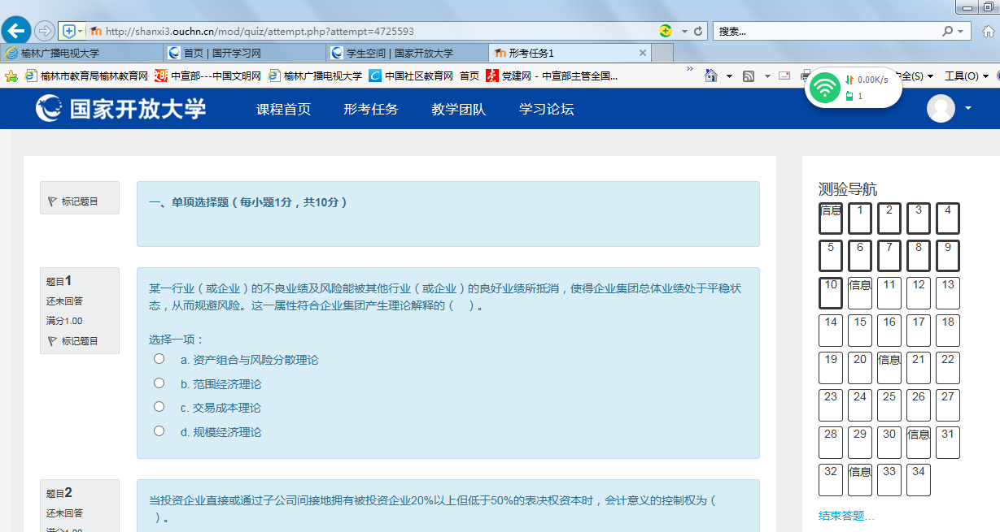 http://shanxi3.ouchn.cn/mod/quiz/attempt.php?attempt=4725593
搜索...
榆林广播电视大学
首页 | 国开学习网
学生空间 | 国家开放大学
形考任务1
榆林市教育局榆林教育网
中宣部---中国文明网
榆林广播电视大学
中国社区教育网
首页
党建网 - 中宣部主管全国...
全(S)
工具(O)
0.00K/s
1
国家开放大学
课程首页
形考任务
教学团队
学习论坛
标记题目
一、单项选择题（每小题1分，共10分）
题目1
还未回答
满分1.00
标记题目
某一行业（或企业）的不良业绩及风险能被其他行业（或企业）的良好业绩所抵消，使得企业集团总体业绩处于平稳状
态，从而规避风险。这一属性符合企业集团产生理论解释的（　）。
选择一项：
a. 资产组合与风险分散理论
b. 范围经济理论
c. 交易成本理论
d. 规模经济理论
题目2
还未回答
满分1.00
当投资企业直接或通过子公司间接地拥有被投资企业20%以上但低于50%的表决权资本时，会计意义的控制权为（
）。
测验导航
信息 1 2 3 4
5 6 7 8 9
10 信息 11 12 13
14 15 16 17 18
19 20 信息 21 22
23 24 25 26 27
28 29 30 信息 31
32 信息 33 34
结束答题...